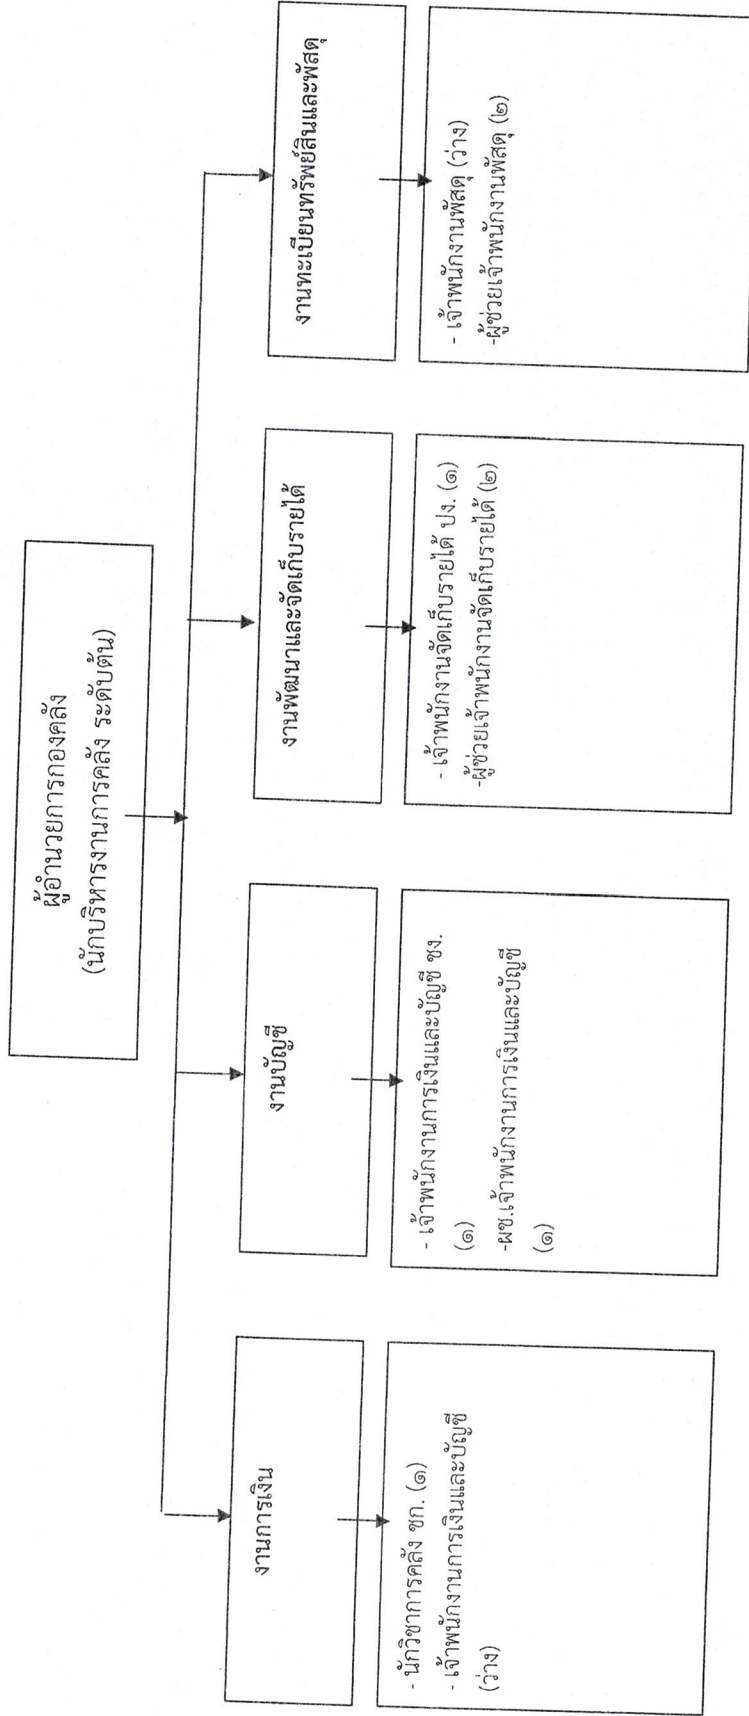 ผู้อำนวยการกองคลัง
(นักบริหารงานการคลัง ระดับต้น)
งานการเงิน
- นักวิชาการคลัง ชก. (๑)
- เจ้าพนักงานการเงินและบัญชี
(ว่าง)
งานบัญชี
- เจ้าพนักงานการเงินและบัญชี ชง.
(๑)
-ผช.เจ้าพนักงานการเงินและบัญชี
(๑)
งานพัฒนาและจัดเก็บรายได้
- เจ้าพนักงานจัดเก็บรายได้ ปง. (๑)
-ผู้ช่วยเจ้าพนักงานจัดเก็บรายได้ (๒)
งานทะเบียนทรัพย์สินและพัสดุ
- เจ้าพนักงานพัสดุ (ว่าง)
-ผู้ช่วยเจ้าพนักงานพัสดุ (๒)